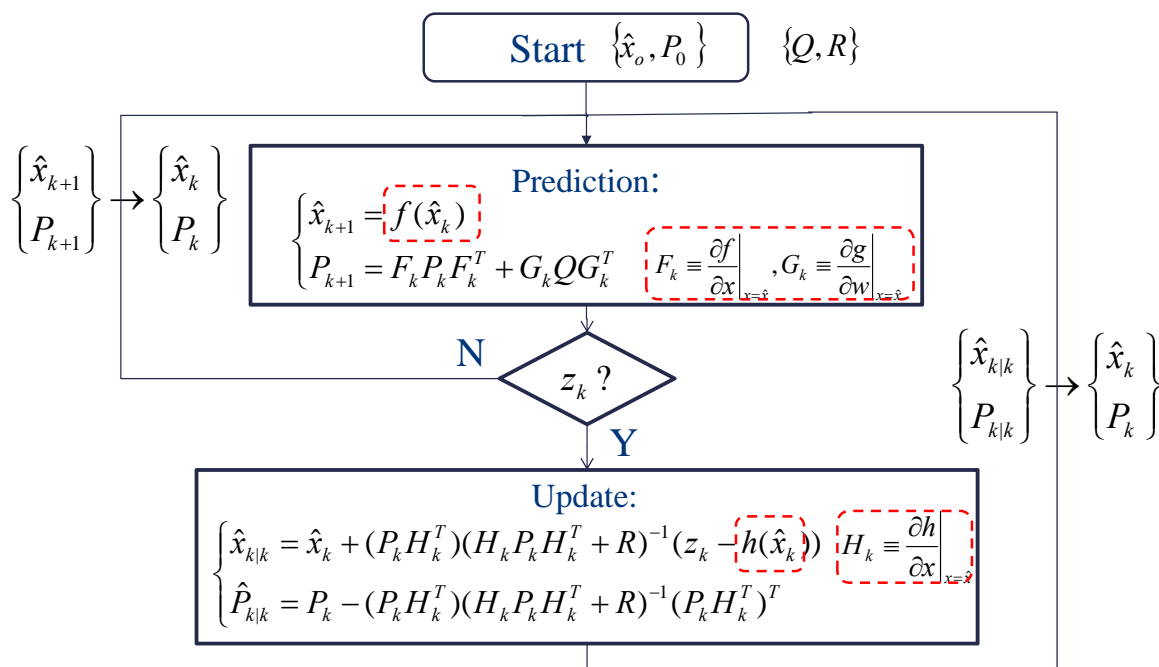 Start {x̂_o, P_0} {Q, R}
{x̂_{k+1} P_{k+1}} → {x̂_k P_k}
Prediction:
x̂_{k+1} = f(x̂_k)
P_{k+1} = F_k P_k F_k^T + G_k Q G_k^T F_k ≡ ∂f/∂x|_{x=x̂}, G_k ≡ ∂g/∂w|_{x=x̂}
N
z_k ?
{x̂_{k|k} P_{k|k}} → {x̂_k P_k}
Y
Update:
x̂_{k|k} = x̂_k + (P_k H_k^T)(H_k P_k H_k^T + R)^{-1}(z_k − h(x̂_k)) H_k ≡ ∂h/∂x|_{x=x̂}
P̂_{k|k} = P_k − (P_k H_k^T)(H_k P_k H_k^T + R)^{-1}(P_k H_k^T)^T